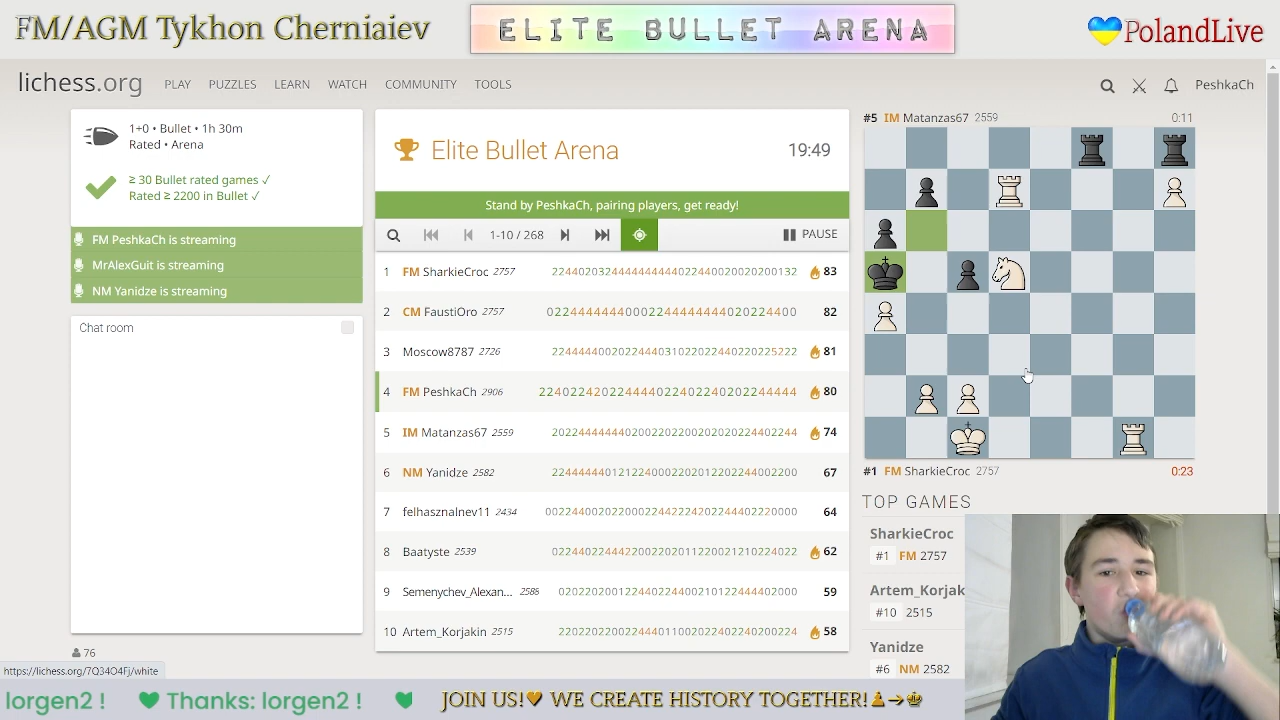 FM/AGM Tykhon Cherniaiev
ELITE BULLET ARENA
PolandLive
lichess.org PLAY PUZZLES LEARN WATCH COMMUNITY TOOLS PeshkaCh
1+0 • Bullet • 1h 30m
Rated • Arena
≥ 30 Bullet rated games ✓
Rated ≥ 2200 in Bullet ✓
FM PeshkaCh is streaming
MrAlexGuit is streaming
NM Yanidze is streaming
Chat room
76
https://lichess.org/7Q34O4Fj/white
Elite Bullet Arena 19:49
Stand by PeshkaCh, pairing players, get ready!
1-10 / 268 PAUSE
1 FM SharkieCroc 2757 83
2 CM FaustiOro 2757 82
3 Moscow8787 2726 81
4 FM PeshkaCh 2906 80
5 IM Matanzas67 2559 74
6 NM Yanidze 2582 67
7 felhasznalnev11 2434 64
8 Baatyste 2539 62
9 Semenychev_Alexan... 2588 59
10 Artem_Korjakin 2515 58
#5 IM Matanzas67 2559 0:11
#1 FM SharkieCroc 2757 0:23
TOP GAMES
SharkieCroc
#1 FM 2757
Artem_Korjak
#10 2515
Yanidze
#6 NM 2582
lorgen2 ! Thanks: lorgen2 ! JOIN US! WE CREATE HISTORY TOGETHER!